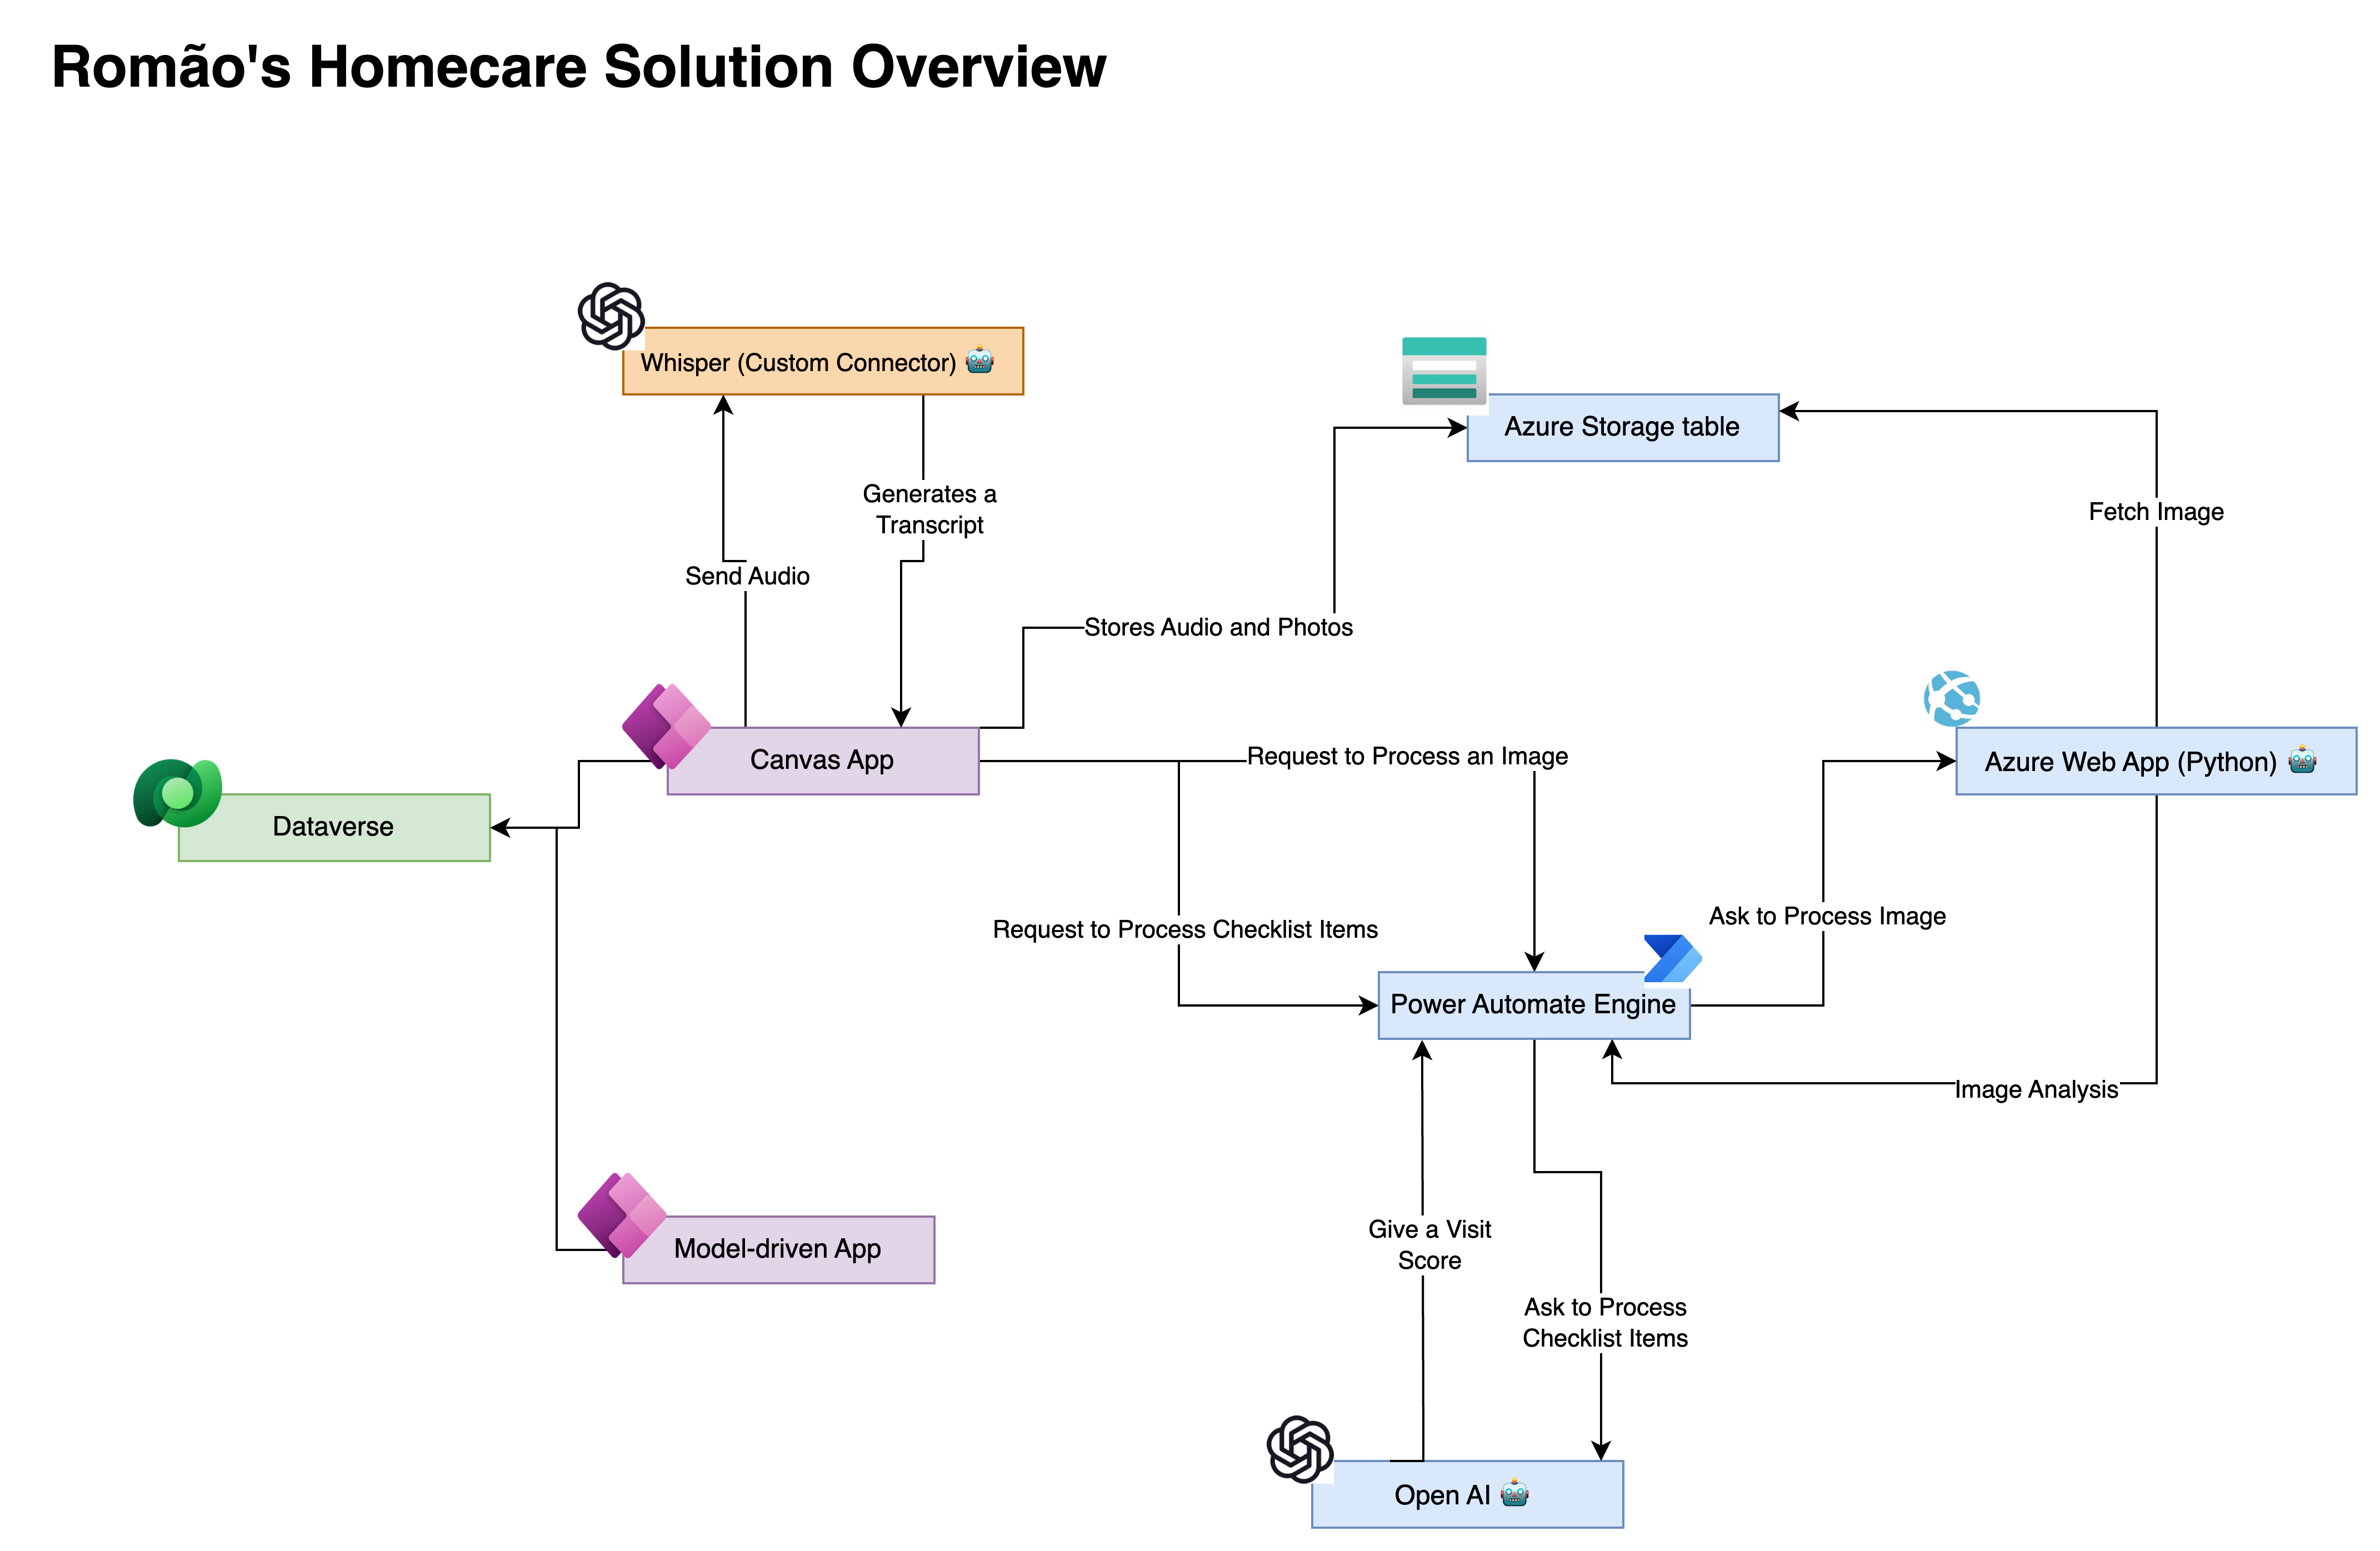 Romão's Homecare Solution Overview
Whisper (Custom Connector) 🤖
Azure Storage table
Generates a
Transcript
Fetch Image
Send Audio
Stores Audio and Photos
Canvas App
Request to Process an Image
Azure Web App (Python) 🤖
Dataverse
Ask to Process Image
Request to Process Checklist Items
Power Automate Engine
Image Analysis
Give a Visit
Score
Model-driven App
Ask to Process
Checklist Items
Open AI 🤖